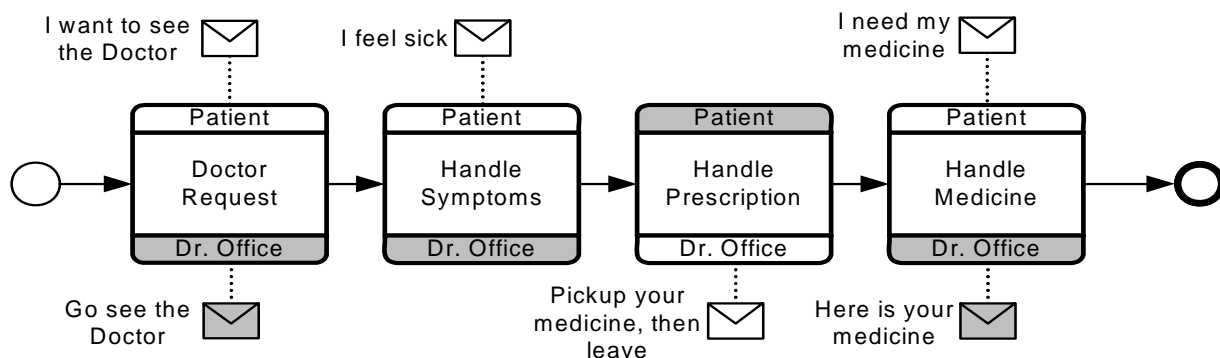 I want to see
the Doctor
I feel sick
I need my
medicine
Patient
Patient
Patient
Patient
Doctor
Request
Handle
Symptoms
Handle
Prescription
Handle
Medicine
Dr. Office
Dr. Office
Dr. Office
Dr. Office
Go see the
Doctor
Pickup your
medicine, then
leave
Here is your
medicine